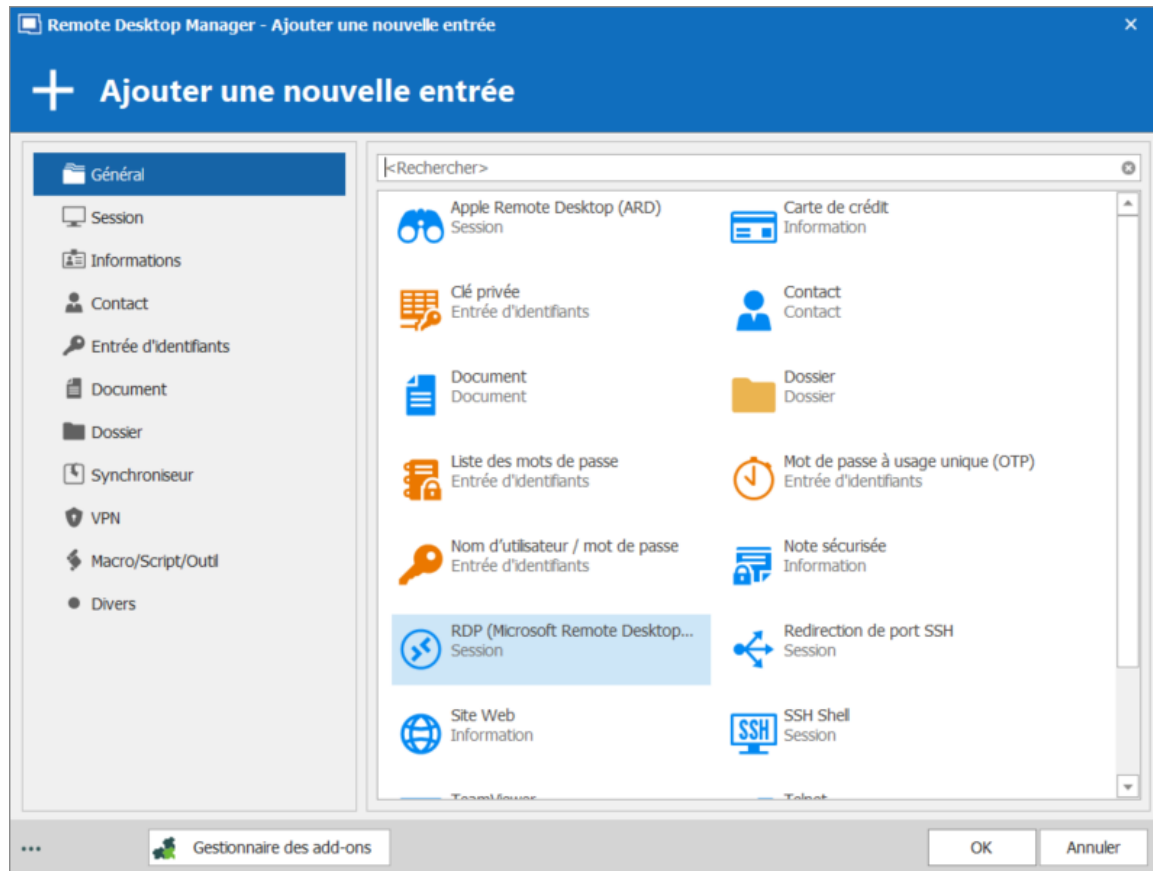 Remote Desktop Manager - Ajouter une nouvelle entrée
Ajouter une nouvelle entrée
Général
Session
Informations
Contact
Entrée d'identifiants
Document
Dossier
Synchroniseur
VPN
Macro/Script/Outil
Divers
<Rechercher>
Apple Remote Desktop (ARD)
Session
Carte de crédit
Information
Clé privée
Entrée d'identifiants
Contact
Contact
Document
Document
Dossier
Dossier
Liste des mots de passe
Entrée d'identifiants
Mot de passe à usage unique (OTP)
Entrée d'identifiants
Nom d’utilisateur / mot de passe
Entrée d'identifiants
Note sécurisée
Information
RDP (Microsoft Remote Desktop...
Session
Redirection de port SSH
Session
Site Web
Information
SSH
SSH Shell
Session
TeamViewer
Telnet
Gestionnaire des add-ons
OK
Annuler